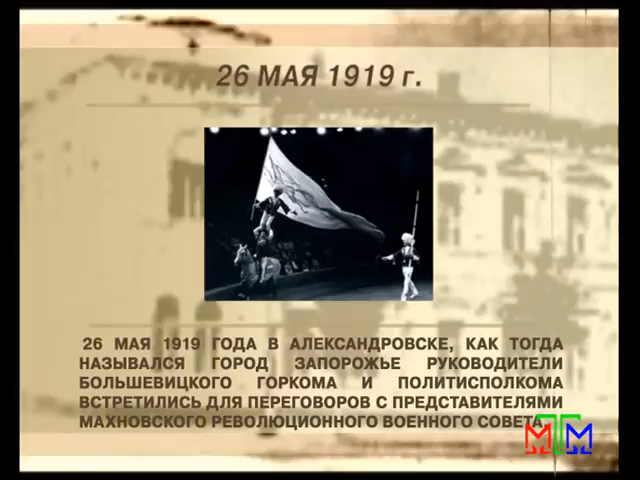 26 МАЯ 1919 г.
26 МАЯ 1919 ГОДА В АЛЕКСАНДРОВСКЕ, КАК ТОГДА
НАЗЫВАЛСЯ ГОРОД ЗАПОРОЖЬЕ РУКОВОДИТЕЛИ
БОЛЬШЕВИЦКОГО ГОРКОМА И ПОЛИТИСПОЛКОМА
ВСТРЕТИЛИСЬ ДЛЯ ПЕРЕГОВОРОВ С ПРЕДСТАВИТЕЛЯМИ
МАХНОВСКОГО РЕВОЛЮЦИОННОГО ВОЕННОГО СОВЕТА.
МТМ